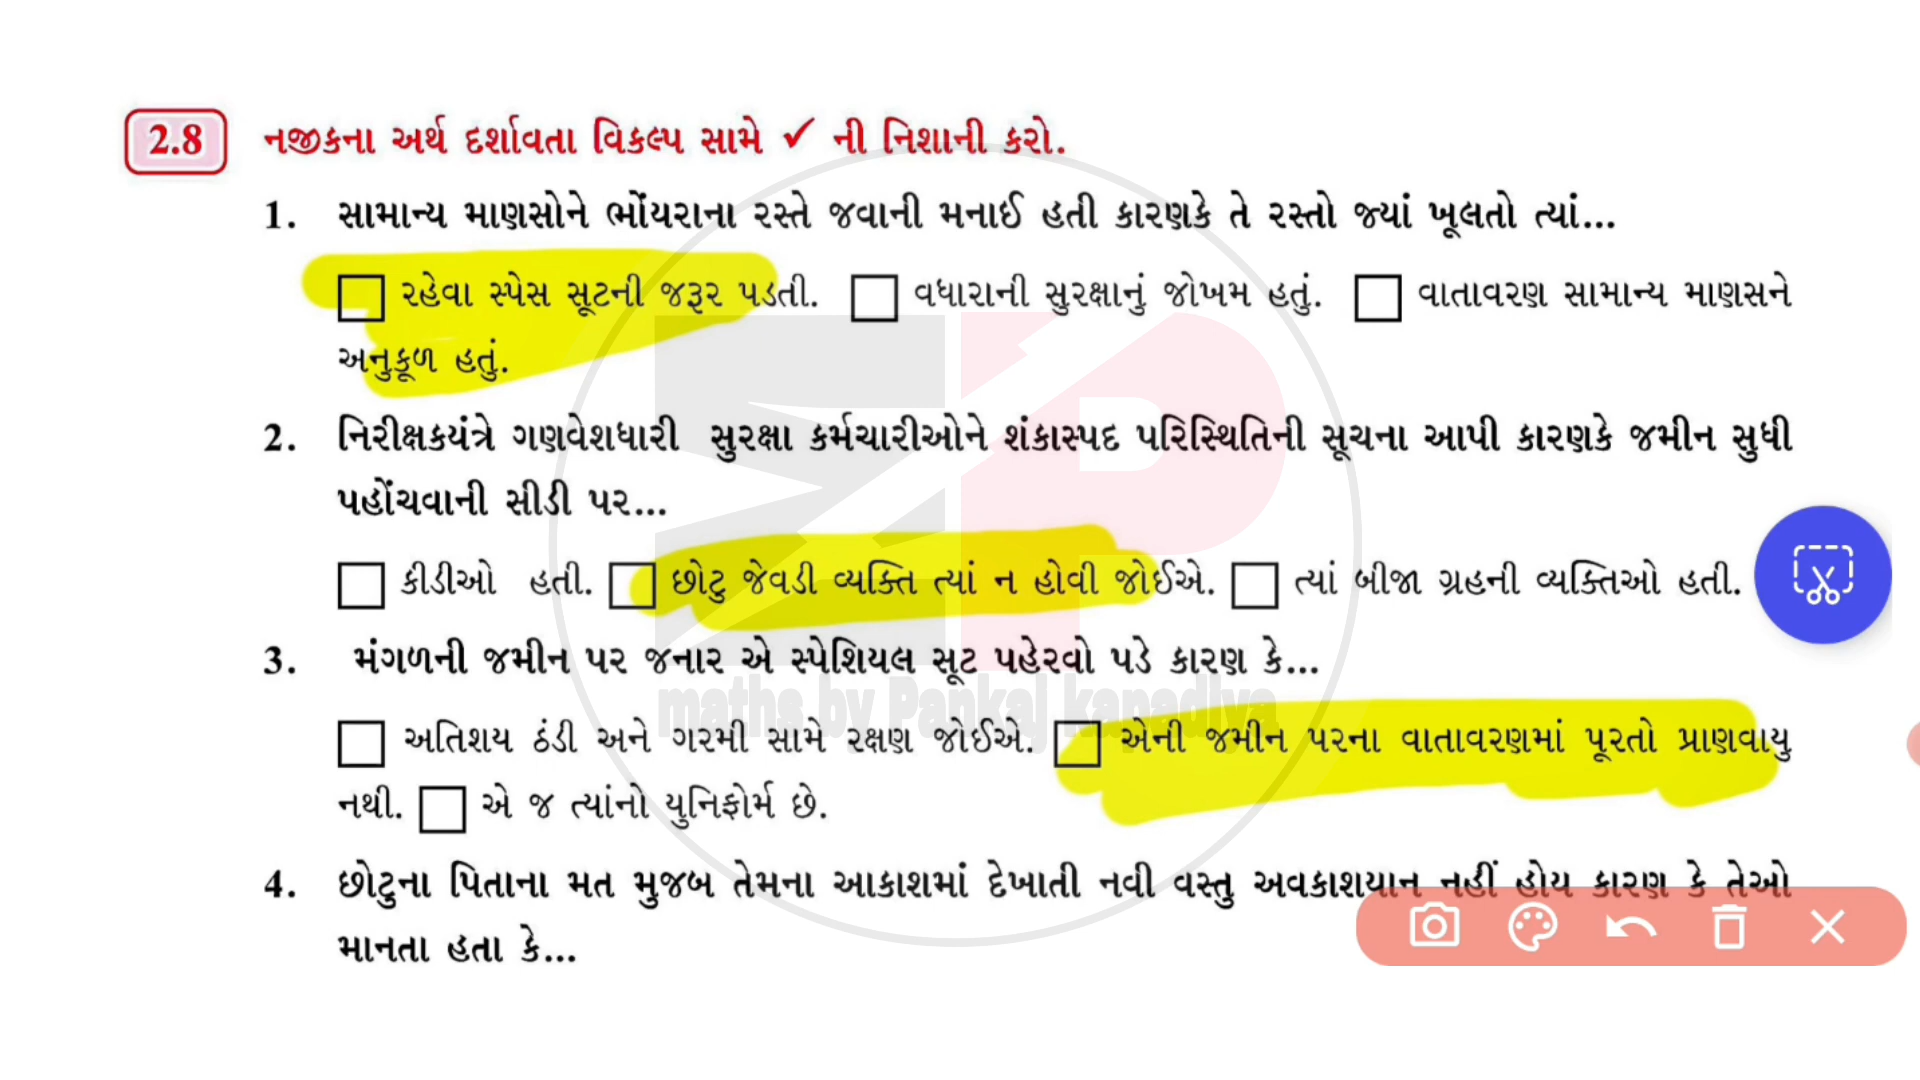 2.8 નજીકના અર્થ દર્શાવતા વિકલ્પ સામે ✓ ની નિશાની કરો.
1. સામાન્ય માણસોને ભોંયરાના રસ્તે જવાની મનાઈ હતી કારણકે તે રસ્તો જ્યાં ખૂલતો ત્યાં...
રહેવા સ્પેસ સૂટની જરૂર પડતી. વધારાની સુરક્ષાનું જોખમ હતું. વાતાવરણ સામાન્ય માણસને
અનુકૂળ હતું.
2. નિરીક્ષકયંત્રે ગણવેશધારી સુરક્ષા કર્મચારીઓને શંકાસ્પદ પરિસ્થિતિની સૂચના આપી કારણકે જમીન સુધી
પહોંચવાની સીડી પર...
કીડીઓ હતી. છોટુ જેવડી વ્યક્તિ ત્યાં ન હોવી જોઈએ. ત્યાં બીજા ગ્રહની વ્યક્તિઓ હતી.
3. મંગળની જમીન પર જનાર એ સ્પેશિયલ સૂટ પહેરવો પડે કારણ કે...
maths by Pankaj kapadiya
અતિશય ઠંડી અને ગરમી સામે રક્ષણ જોઈએ. એની જમીન પરના વાતાવરણમાં પૂરતો પ્રાણવાયુ
નથી. એ જ ત્યાંનો યુનિફોર્મ છે.
4. છોટુના પિતાના મત મુજબ તેમના આકાશમાં દેખાતી નવી વસ્તુ અવકાશયાન નહીં હોય કારણ કે તેઓ
માનતા હતા કે...